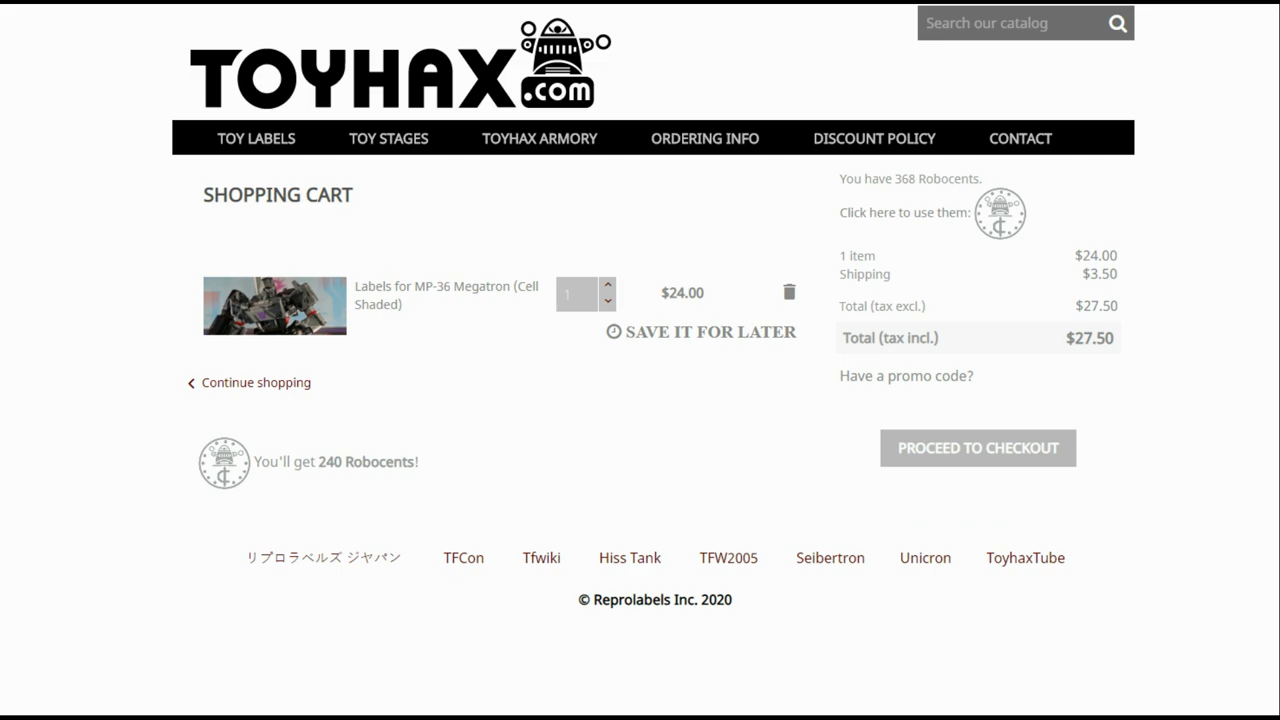 Search our catalog
TOYHAX
.com
TOY LABELS TOY STAGES TOYHAX ARMORY ORDERING INFO DISCOUNT POLICY CONTACT
SHOPPING CART
Labels for MP-36 Megatron (Cell
Shaded)
1
$24.00
SAVE IT FOR LATER
Continue shopping
You'll get 240 Robocents!
You have 368 Robocents.
Click here to use them:
1 item $24.00
Shipping $3.50
Total (tax excl.) $27.50
Total (tax incl.) $27.50
Have a promo code?
PROCEED TO CHECKOUT
リプロラベルズ ジャパン TFCon Tfwiki Hiss Tank TFW2005 Seibertron Unicron ToyhaxTube
© Reprolabels Inc. 2020